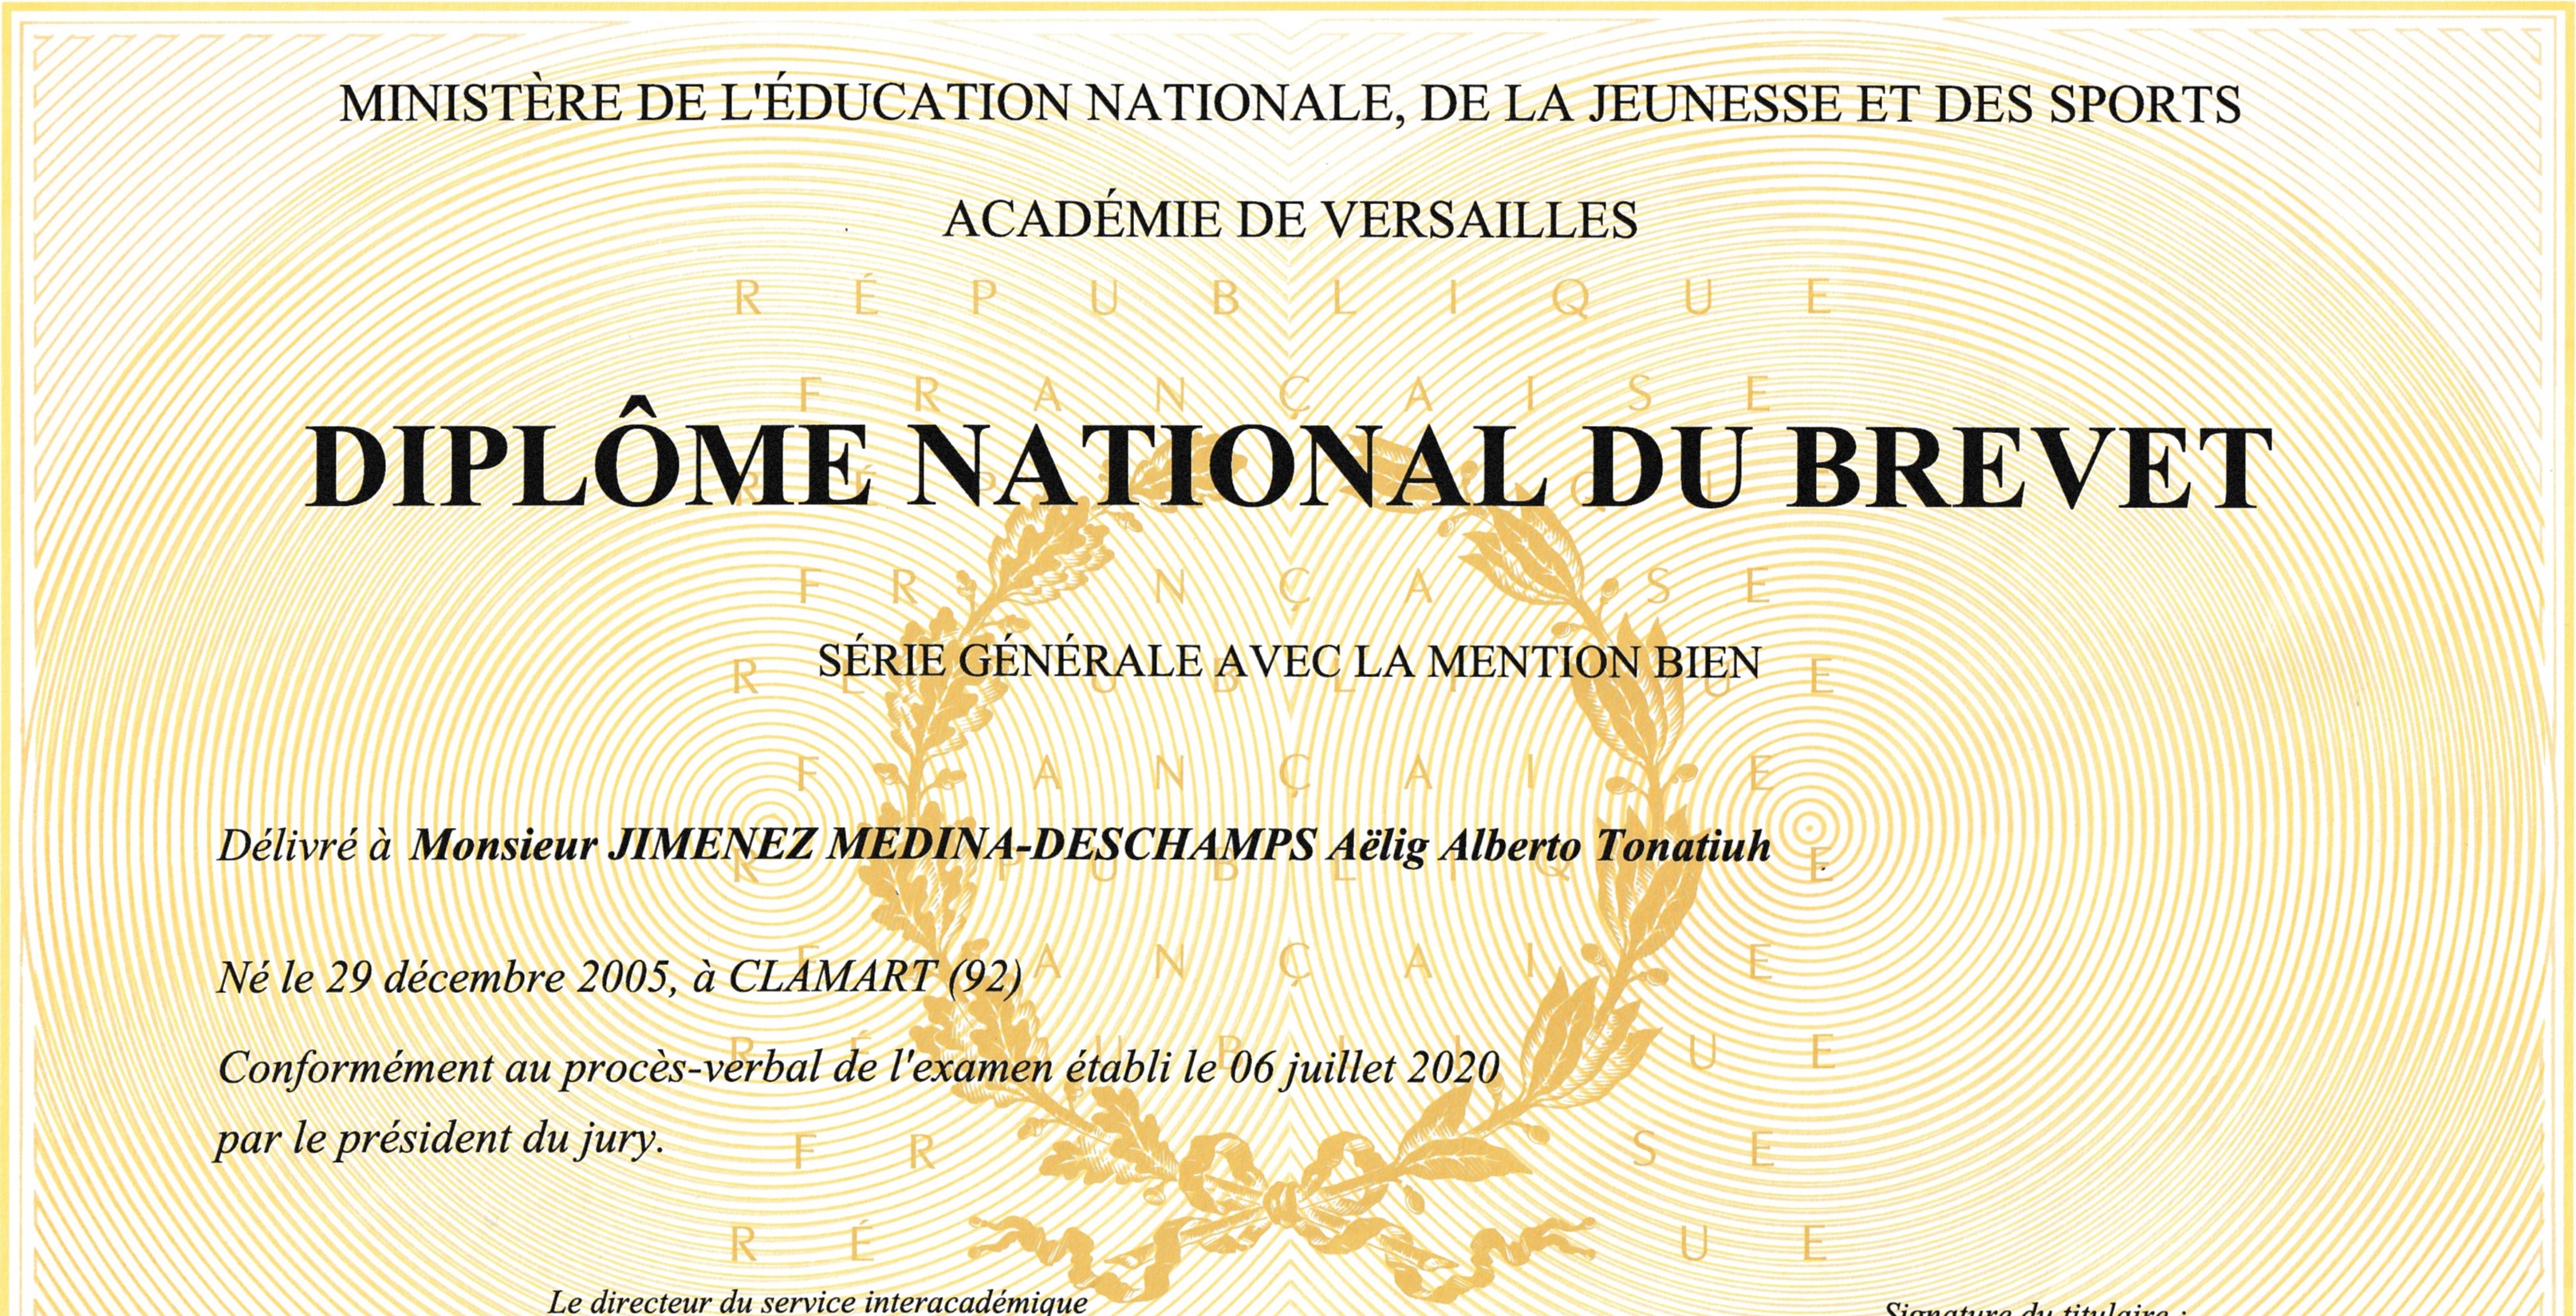 MINISTÈRE DE L'ÉDUCATION NATIONALE, DE LA JEUNESSE ET DES SPORTS
ACADÉMIE DE VERSAILLES
RÉPUBLIQUE
FRANÇAISE
DIPLÔME NATIONAL DU BREVET
SÉRIE GÉNÉRALE AVEC LA MENTION BIEN
Délivré à Monsieur JIMENEZ MEDINA-DESCHAMPS Aëlig Alberto Tonatiuh
Né le 29 décembre 2005, à CLAMART (92)
Conformément au procès-verbal de l'examen établi le 06 juillet 2020
par le président du jury.
Le directeur du service interacadémique
Signature du titulaire :